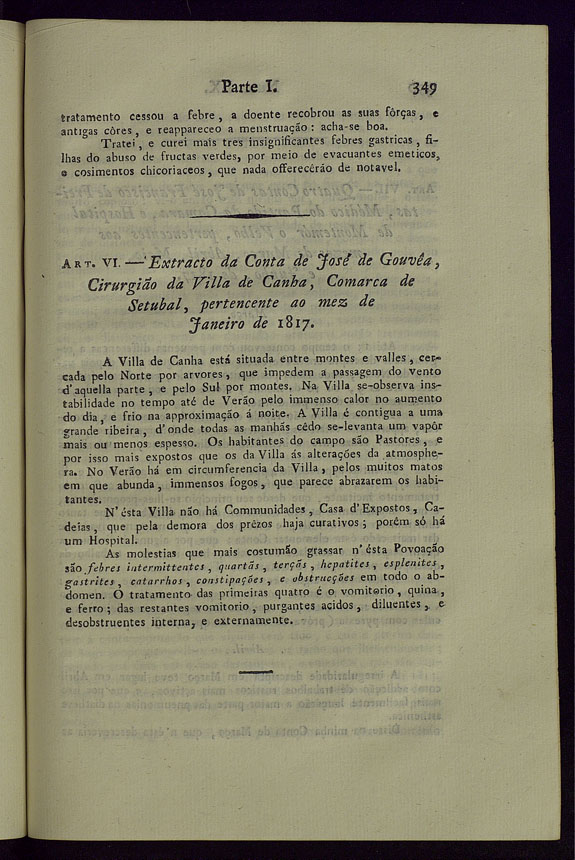 Parte I. 349
tratamento cessou a febre, a doente recobrou as suas fôrças, e
antigas côres, e reappareceo a menstruação: acha-se boa.
Tratei, e curei mais tres insignificantes febres gastricas, fi-
lhas do abuso de fructas verdes, por meio de evacuantes emeticos,
e cosimentos chicoriaceos, que nada offerecérão de notavel.
ART. VI. — Extracto da Conta de José de Gouvêa,
Cirurgião da Villa de Canha, Comarca de
Setubal, pertencente ao mez de
Janeiro de 1817.
A Villa de Canha está situada entre montes e valles, cer-
cada pelo Norte por arvores, que impedem a passagem do vento
d'aquella parte, e pelo Sul por montes. Na Villa se-observa ins-
tabilidade no tempo até de Verão pelo immenso calor no augmento
do dia, e frio na approximação á noite. A Villa é contigua a uma
grande ribeira, d'onde todas as manhãs cêdo se-levanta um vapôr
mais ou menos espesso. Os habitantes do campo são Pastores, e
por isso mais expostos que os da Villa ás alterações da atmosphe-
ra. No Verão há em circumferencia da Villa, pelos muitos matos
em que abunda, immensos fogos, que parece abrazarem os habi-
tantes.
N'ésta Villa não há Communidades, Casa d'Expostos, Ca-
deias, que pela demora dos prêzos haja curativos; porém só há
um Hospital.
As molestias que mais costumão grassar n'ésta Povoação
são febres intermittentes, quartãs, terçãs, hepatites, esplenites,
gastrites, catarrhos, constipações, e obstrucções em todo o ab-
domen. O tratamento das primeiras quatro é o vomitorio, quina,
e ferro; das restantes vomitorio, purgantes acidos, diluentes, e
desobstruentes interna, e externamente.